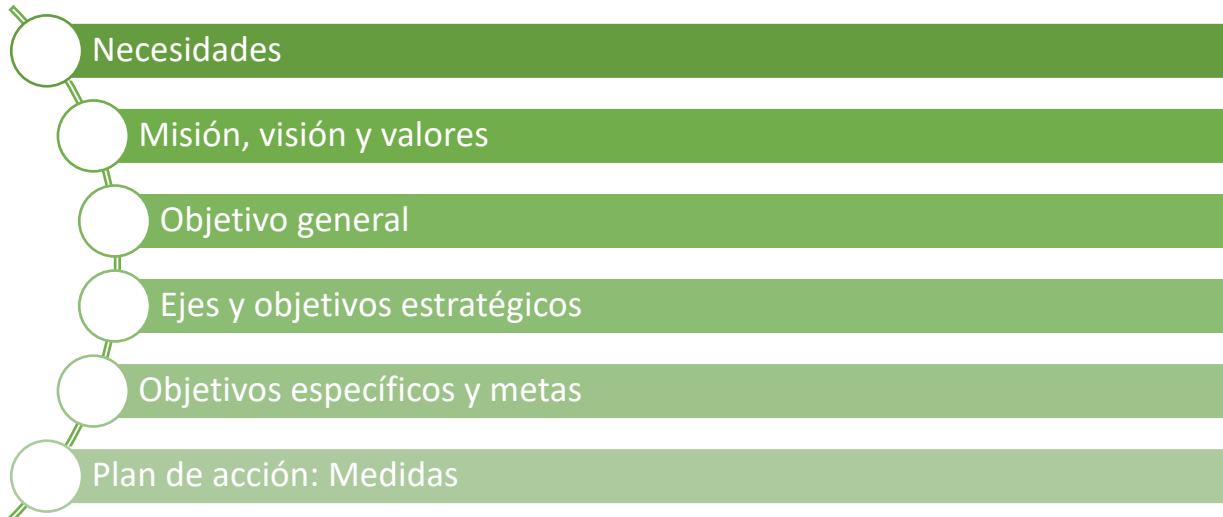 Necesidades
Misión, visión y valores
Objetivo general
Ejes y objetivos estratégicos
Objetivos específicos y metas
Plan de acción: Medidas